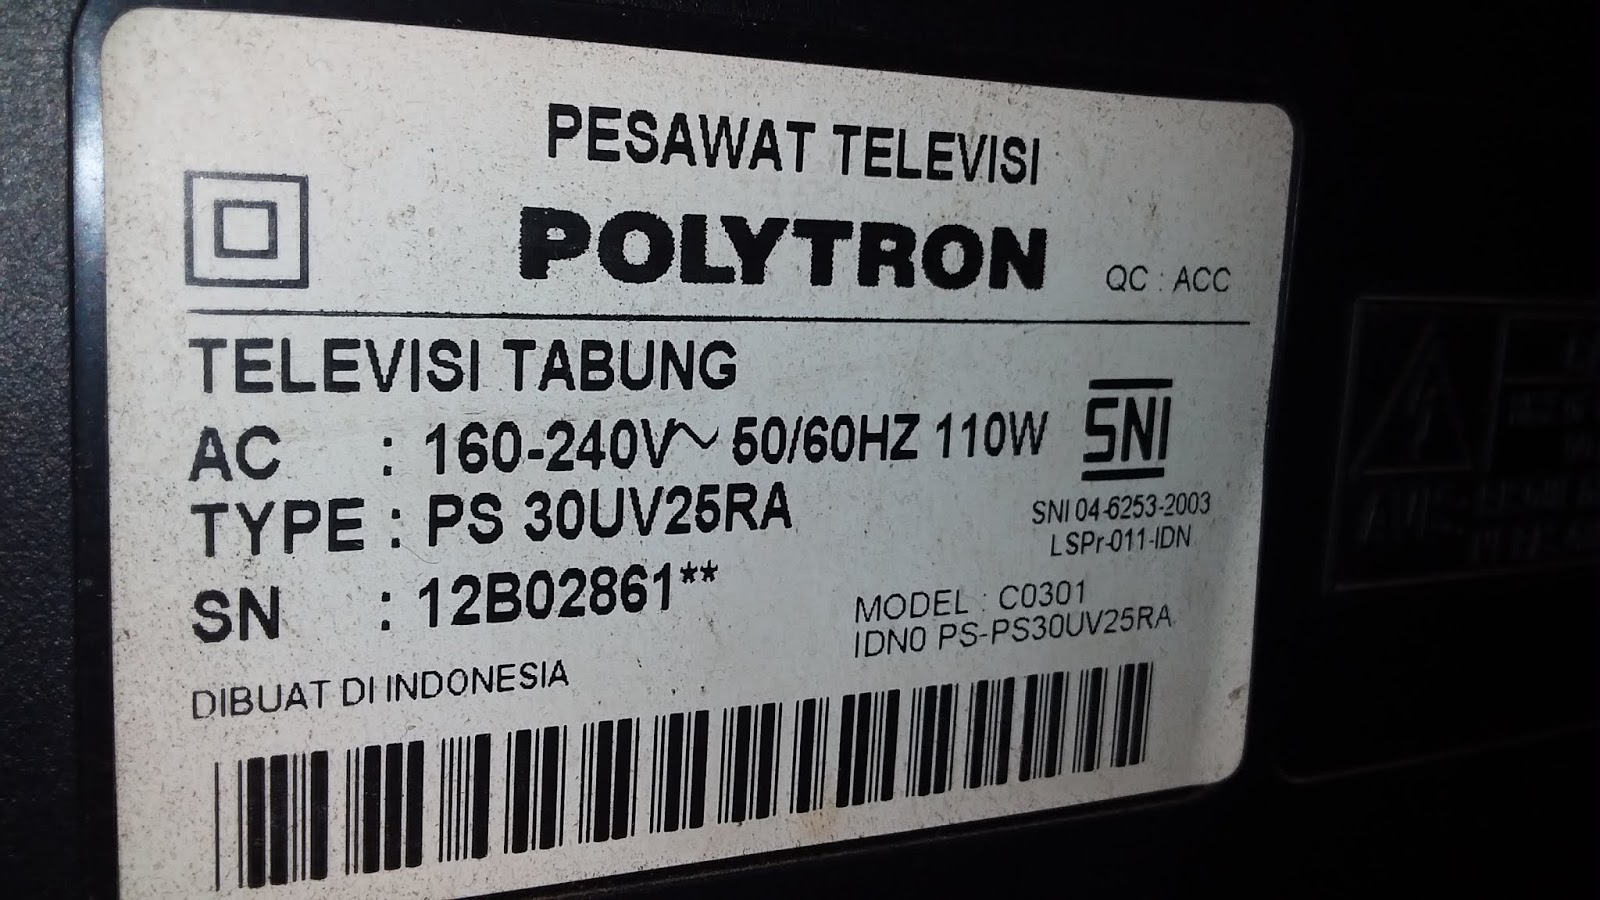 PESAWAT TELEVISI
POLYTRON
QC : ACC
TELEVISI TABUNG
AC : 160-240V~ 50/60HZ 110W
SNI
TYPE : PS 30UV25RA
SNI 04-6253-2003
LSPr-011-IDN
SN : 12B02861**
MODEL : C0301
IDN0 PS-PS30UV25RA
DIBUAT DI INDONESIA